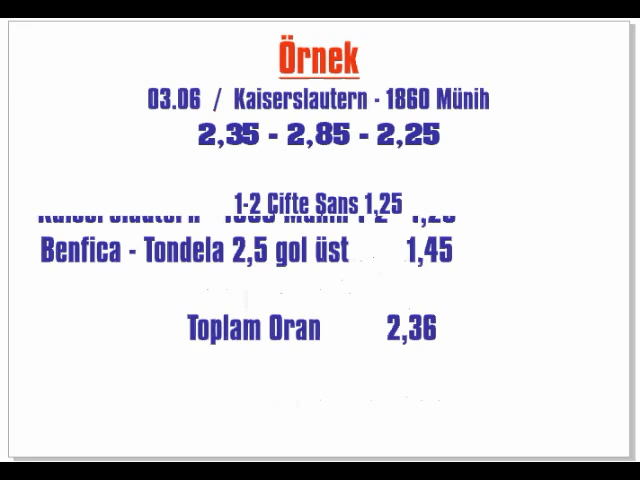 Örnek
03.06 / Kaiserslautern - 1860 Münih
2,35 - 2,85 - 2,25
1-2 Çifte Şans 1,25
Benfica - Tondela 2,5 gol üst 1,45
Toplam Oran 2,36